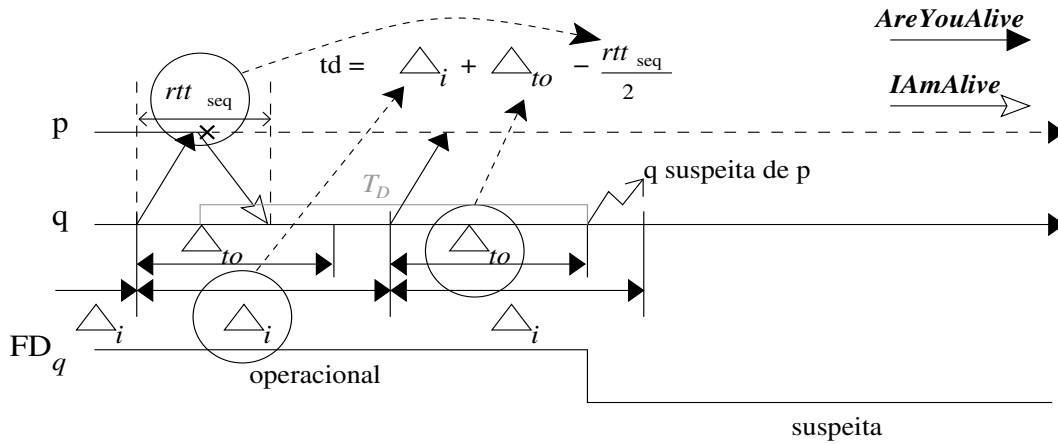 AreYouAlive
td = △i + △to − rtt seq / 2
rtt seq
IAmAlive
p
q suspeita de p
T_D
q
△to
△to
△i
△i
△i
FD_q
operacional
suspeita